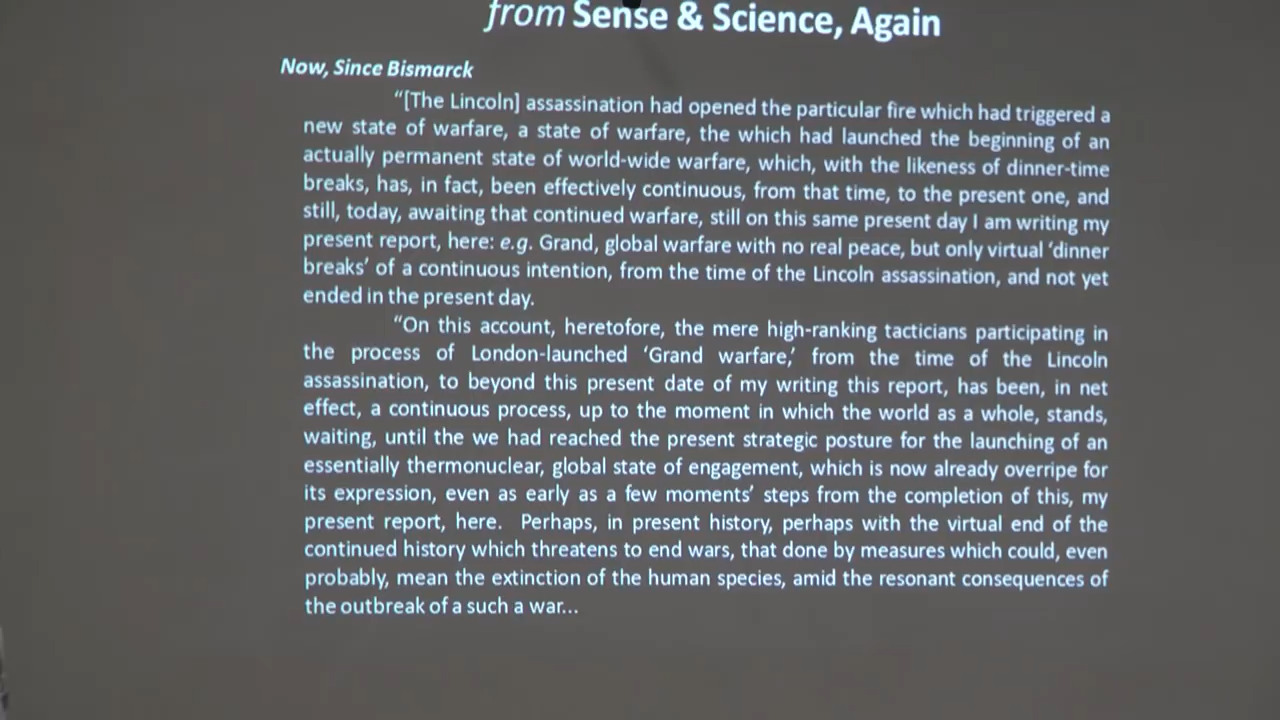 from Sense & Science, Again
Now, Since Bismarck
“[The Lincoln] assassination had opened the particular fire which had triggered a
new state of warfare, a state of warfare, the which had launched the beginning of an
actually permanent state of world-wide warfare, which, with the likeness of dinner-time
breaks, has, in fact, been effectively continuous, from that time, to the present one, and
still, today, awaiting that continued warfare, still on this same present day I am writing my
present report, here: e.g. Grand, global warfare with no real peace, but only virtual ‘dinner
breaks’ of a continuous intention, from the time of the Lincoln assassination, and not yet
ended in the present day.
“On this account, heretofore, the mere high-ranking tacticians participating in
the process of London-launched ‘Grand warfare,’ from the time of the Lincoln
assassination, to beyond this present date of my writing this report, has been, in net
effect, a continuous process, up to the moment in which the world as a whole, stands,
waiting, until the we had reached the present strategic posture for the launching of an
essentially thermonuclear, global state of engagement, which is now already overripe for
its expression, even as early as a few moments’ steps from the completion of this, my
present report, here. Perhaps, in present history, perhaps with the virtual end of the
continued history which threatens to end wars, that done by measures which could, even
probably, mean the extinction of the human species, amid the resonant consequences of
the outbreak of a such a war...